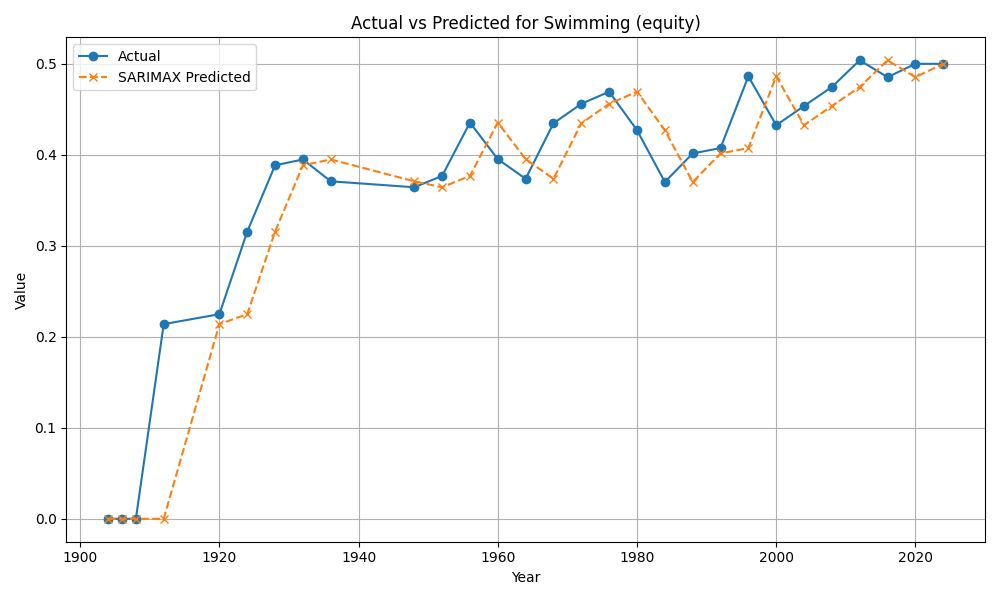 Actual vs Predicted for Swimming (equity)
Actual
SARIMAX Predicted
0.5
0.4
0.3
0.2
0.1
0.0
Value
1900 1920 1940 1960 1980 2000 2020
Year